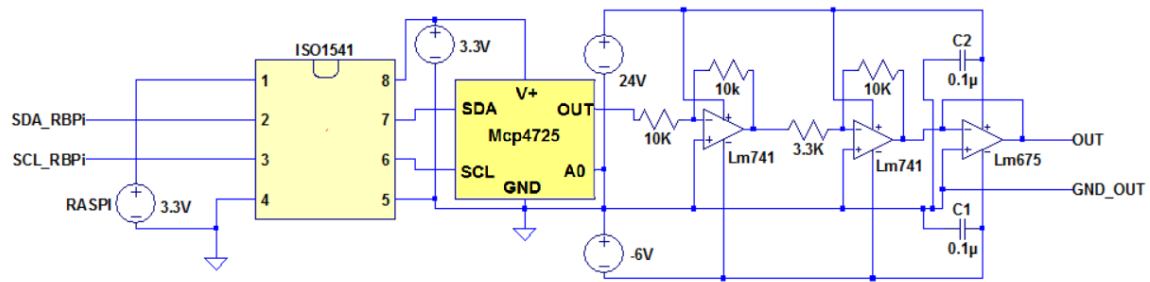 ISO1541
1 8
2 7
3 6
4 5
SDA_RBPi
SCL_RBPi
RASPI 3.3V
3.3V
V+
SDA OUT
Mcp4725
SCL A0
GND
24V
-6V
10K
10k
Lm741
3.3K
10K
Lm741
C2
0.1µ
Lm675
C1
0.1µ
OUT
GND_OUT